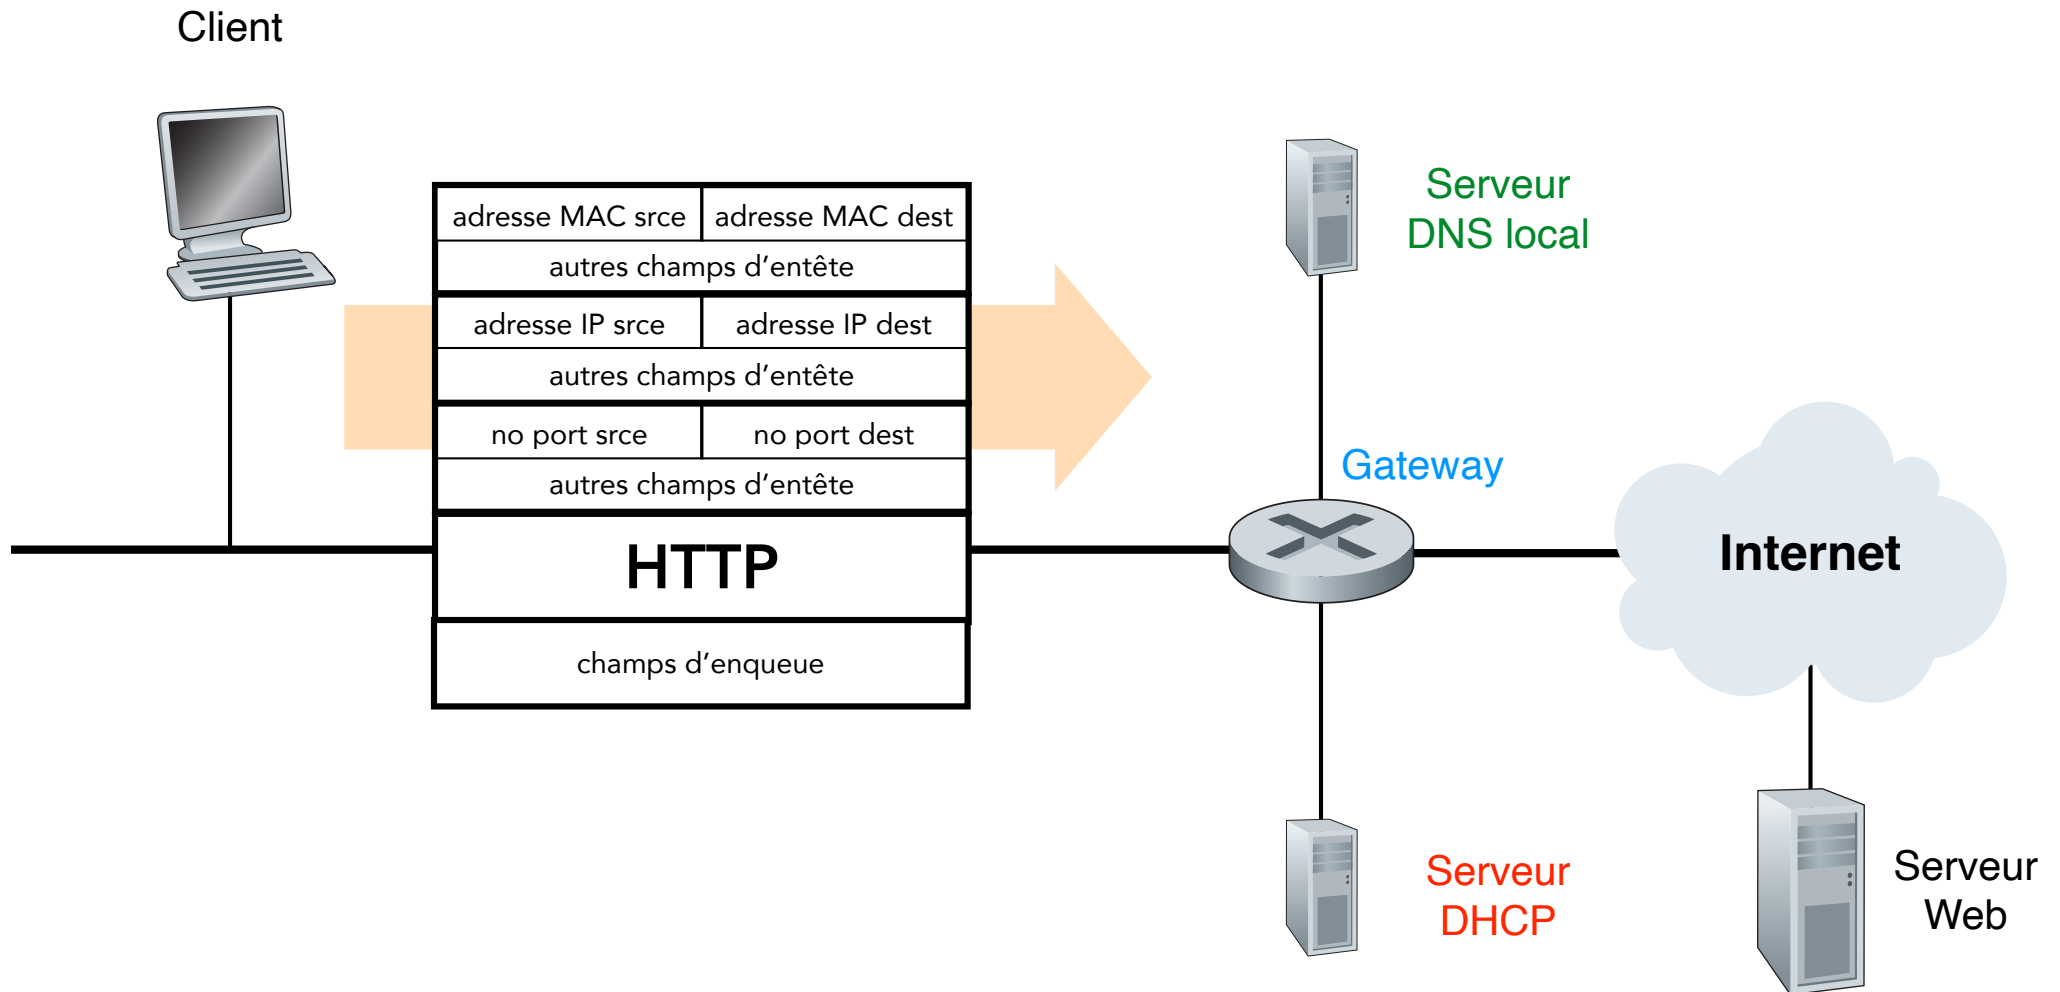 Client
adresse MAC srce
adresse MAC dest
autres champs d'entête
adresse IP srce
adresse IP dest
autres champs d'entête
no port srce
no port dest
autres champs d'entête
HTTP
champs d'enqueue
Serveur
DNS local
Gateway
Internet
Serveur
DHCP
Serveur
Web